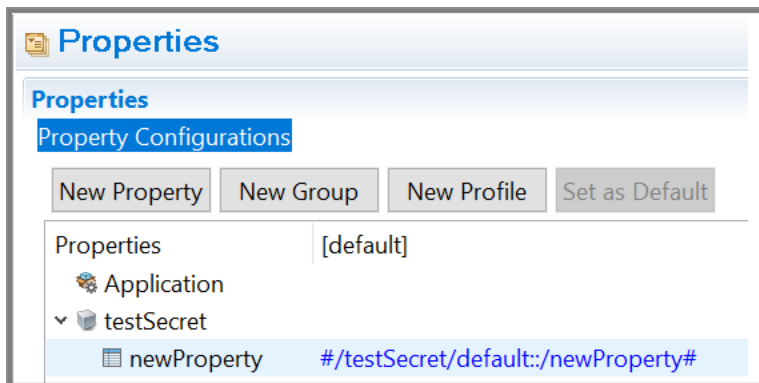 Properties
Properties
Property Configurations
New Property New Group New Profile Set as Default
Properties [default]
Application
testSecret
newProperty #/testSecret/default::/newProperty#